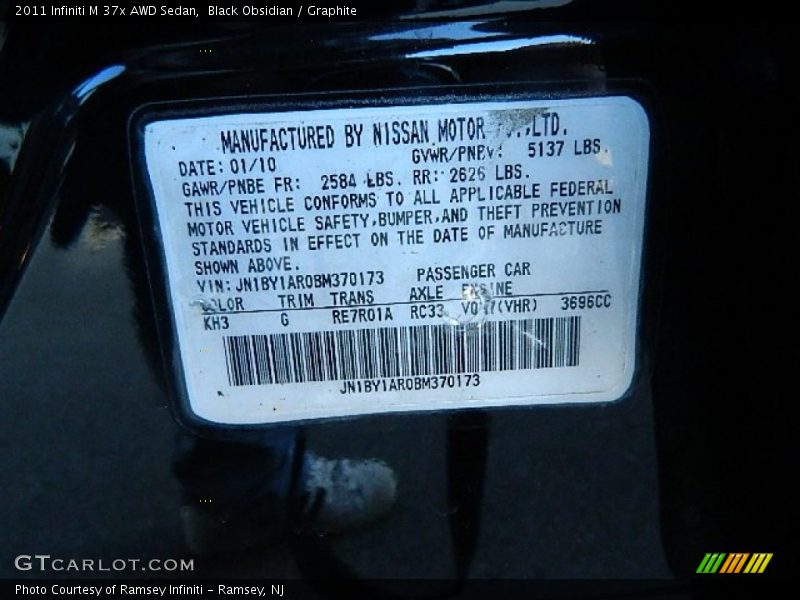 2011 Infiniti M 37x AWD Sedan,  Black Obsidian / Graphite
MANUFACTURED BY NISSAN MOTOR LTD.
DATE: 01/10 GVWR/PNBV: 5137 LBS.
GAWR/PNBE FR: 2584 LBS. RR: 2626 LBS.
THIS VEHICLE CONFORMS TO ALL APPLICABLE FEDERAL
MOTOR VEHICLE SAFETY,BUMPER,AND THEFT PREVENTION
STANDARDS IN EFFECT ON THE DATE OF MANUFACTURE
SHOWN ABOVE.
VIN: JN1BY1AR0BM370173 PASSENGER CAR
COLOR TRIM TRANS AXLE ENGINE
KH3 G RE7R01A RC33 3696CC
JN1BY1AR0BM370173
GTCARLOT.COM
Photo Courtesy of Ramsey Infiniti - Ramsey, NJ